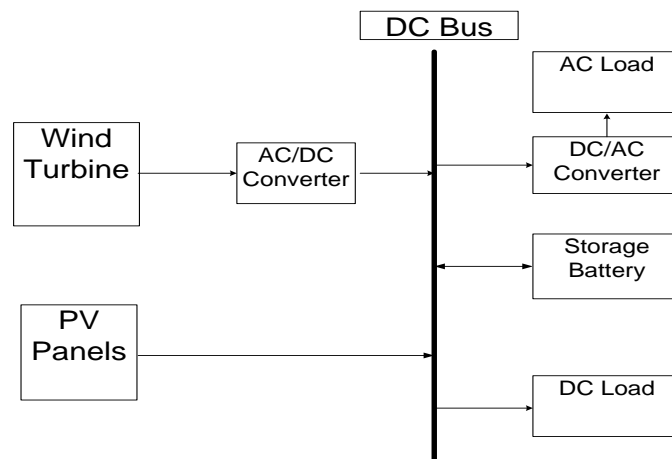 DC Bus
AC Load
Wind
Turbine
AC/DC
Converter
DC/AC
Converter
Storage
Battery
PV
Panels
DC Load